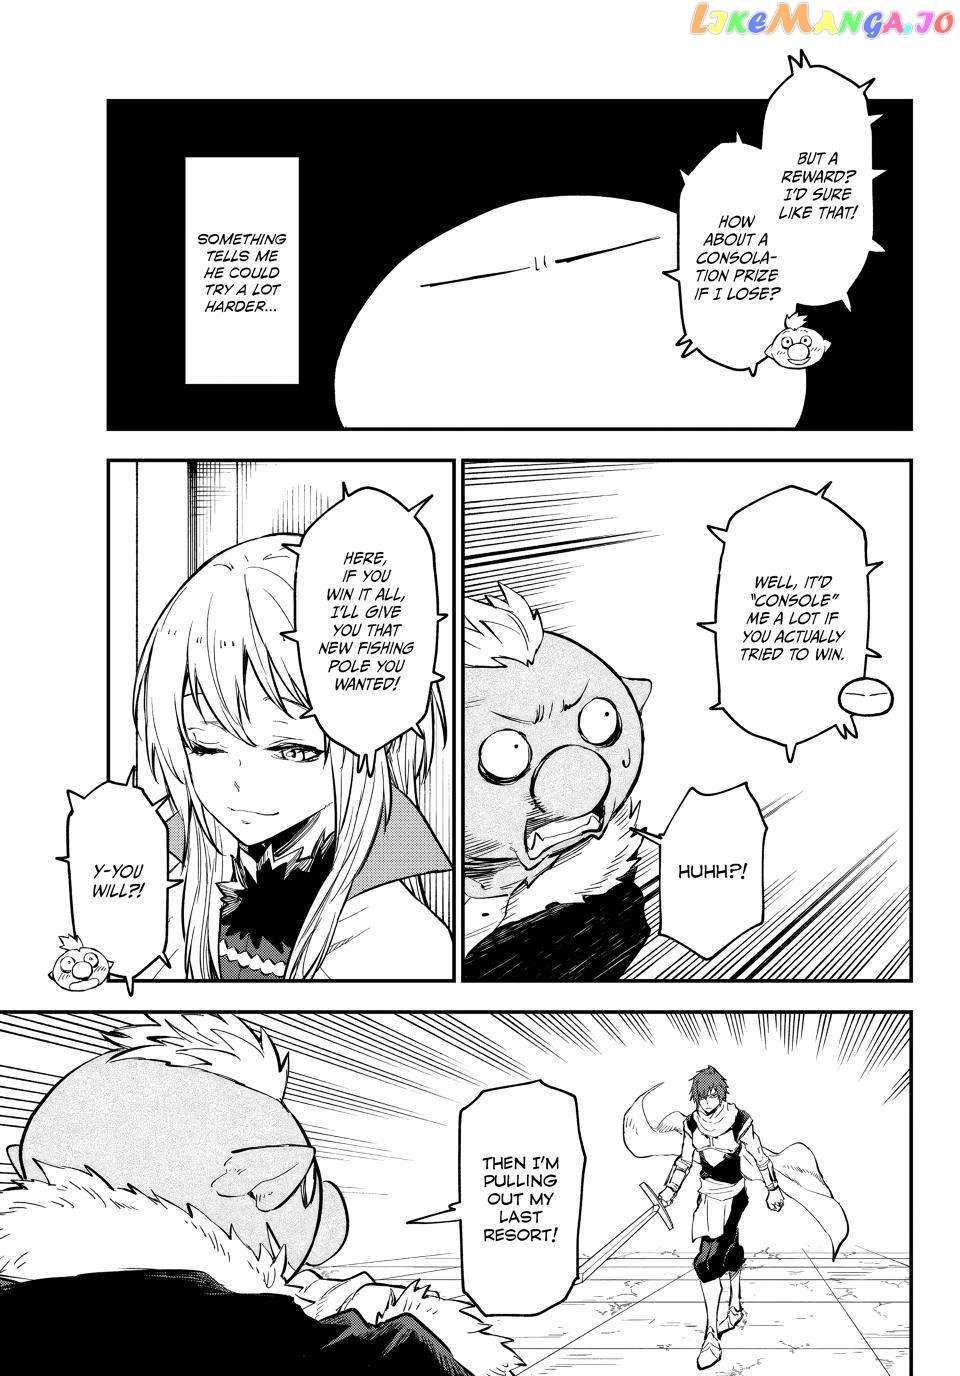 LIKEMANGA.IO
BUT A
REWARD?
I'D SURE
LIKE THAT!
HOW
ABOUT A
CONSOLA-
TION PRIZE
IF I LOSE?
SOMETHING
TELLS ME
HE COULD
TRY A LOT
HARDER...
WELL, IT'D
"CONSOLE"
ME A LOT IF
YOU ACTUALLY
TRIED TO WIN.
HUHH?!
HERE,
IF YOU
WIN IT ALL,
I'LL GIVE
YOU THAT
NEW FISHING
POLE YOU
WANTED!
Y-YOU
WILL?!
THEN I'M
PULLING
OUT MY
LAST
RESORT!